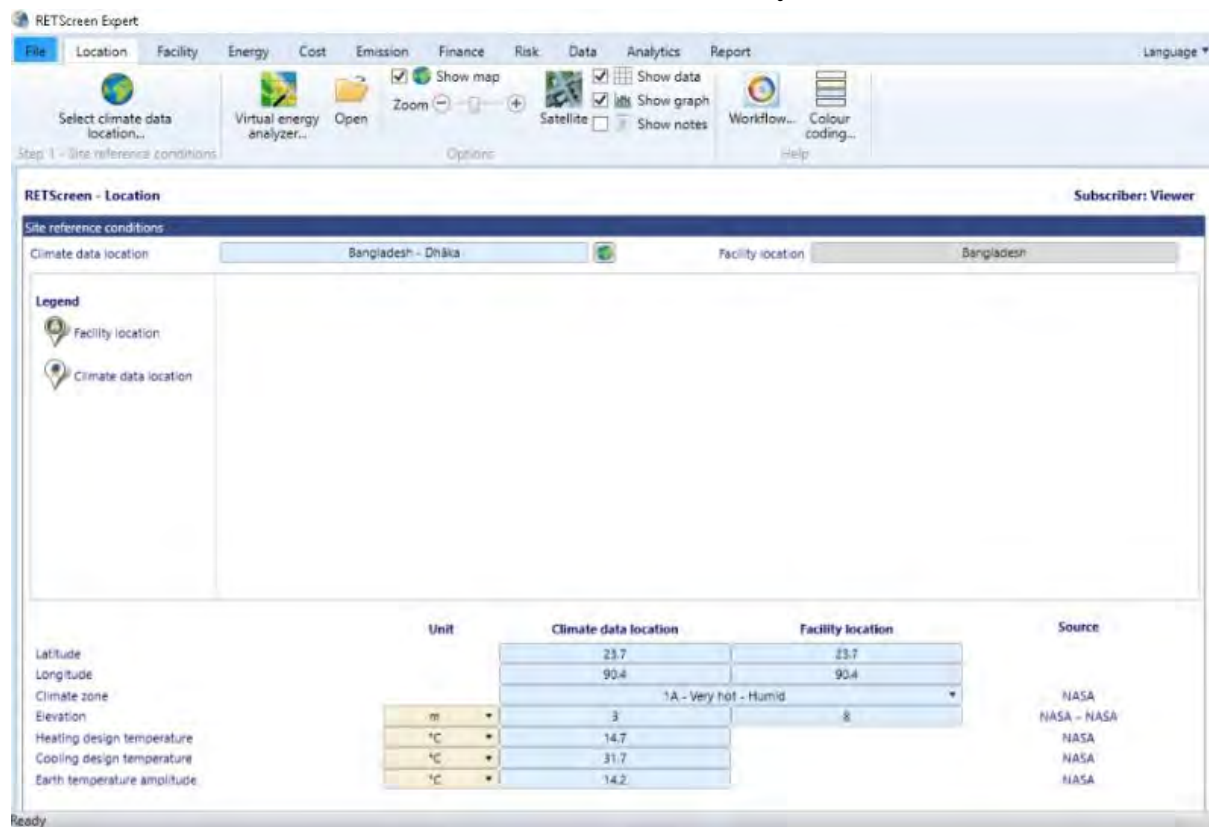 RETScreen Expert
File Location Facility Energy Cost Emission Finance Risk Data Analytics Report Language
Select climate data location...
Virtual energy analyzer...
Open
Show map
Zoom
Satellite
Show data
Show graph
Show notes
Workflow...
Colour coding...
Step 1 - Site reference conditions
Options
Help
RETScreen - Location Subscriber: Viewer
Site reference conditions
Climate data location Bangladesh - Dhāka Facility location Bangladesh
Legend
Facility location
Climate data location
Unit Climate data location Facility location Source
Latitude 23.7 23.7
Longitude 90.4 90.4
Climate zone 1A - Very hot - Humid NASA
Elevation m 3 8 NASA - NASA
Heating design temperature °C 14.7 NASA
Cooling design temperature °C 31.7 NASA
Earth temperature amplitude °C 14.2 NASA
Ready